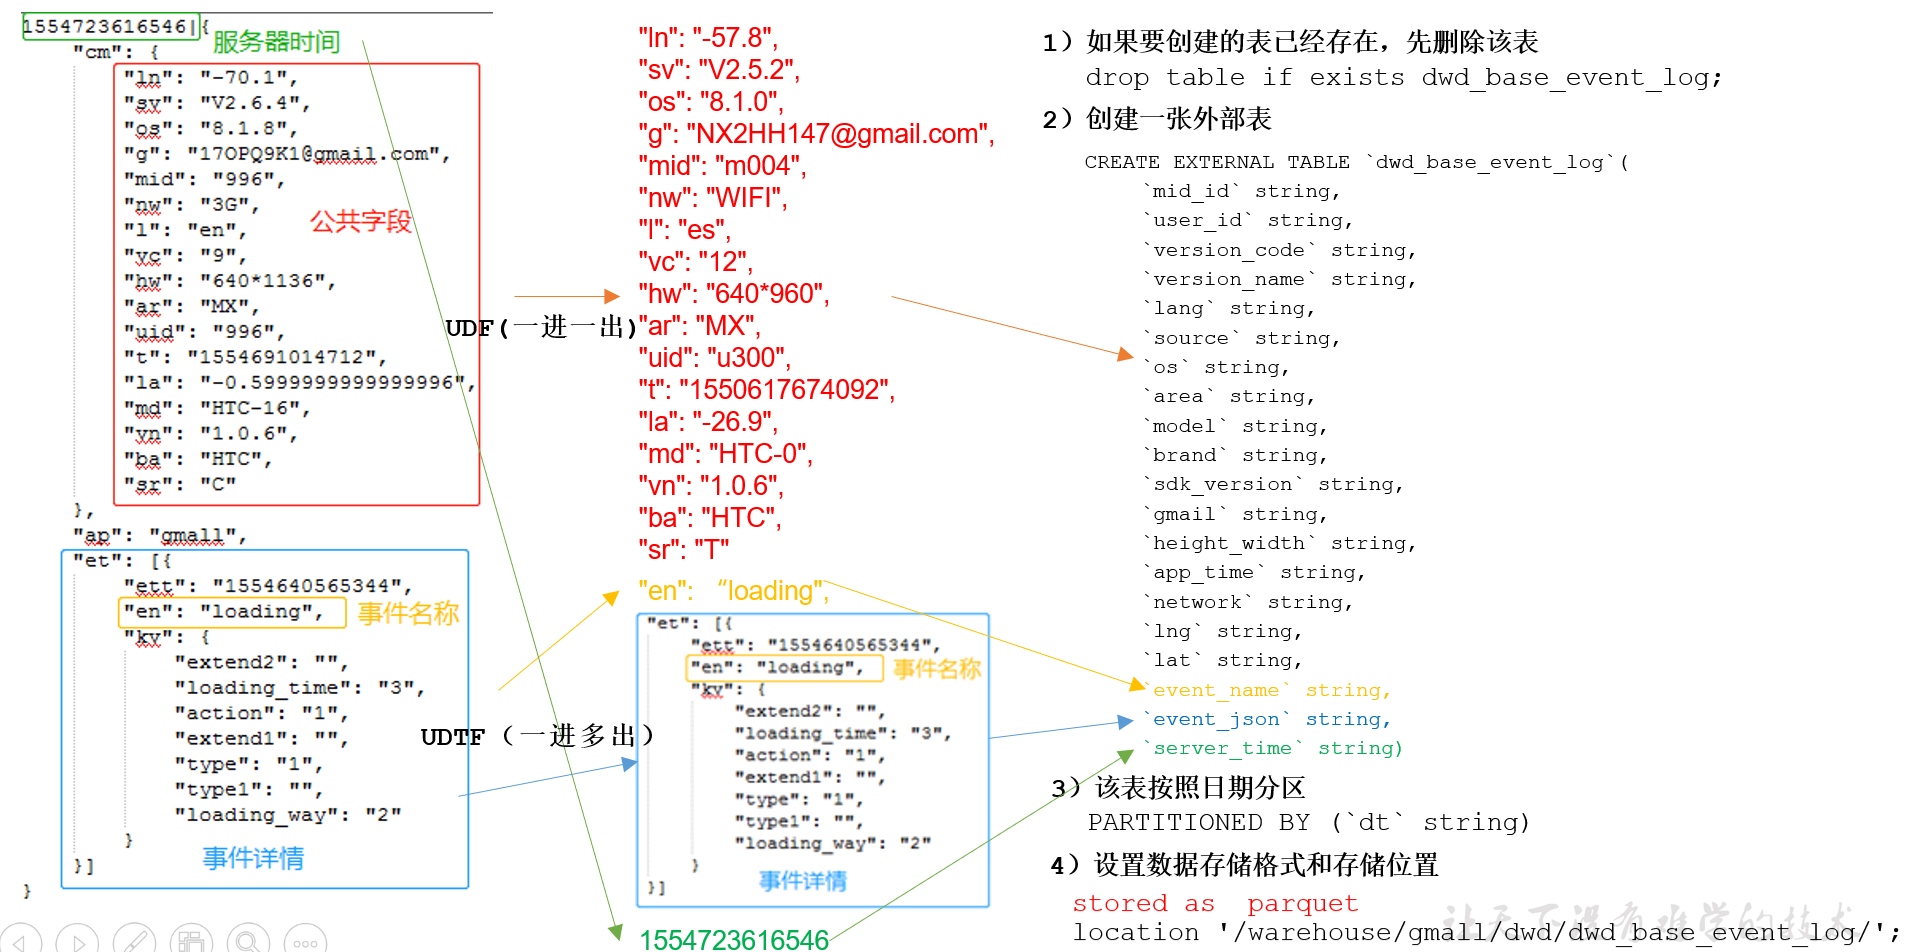 1554723616546|{
服务器时间
"cm": {
"ln": "-70.1",
"sv": "V2.6.4",
"os": "8.1.8",
"g": "17OPQ9K1@gmail.com",
"mid": "996",
"nw": "3G",
"l": "en",
公共字段
"vc": "9",
"hw": "640*1136",
"ar": "MX",
"uid": "996",
"t": "1554691014712",
"la": "-0.5999999999999996",
"md": "HTC-16",
"vn": "1.0.6",
"ba": "HTC",
"sr": "C"
},
"ap": "gmall",
"et": [{
"ett": "1554640565344",
"en": "loading",
事件名称
"kv": {
"extend2": "",
"loading_time": "3",
"action": "1",
"extend1": "",
"type": "1",
"type1": "",
"loading_way": "2"
}
事件详情
}]
}
UDF(一进一出)
UDTF（一进多出）
"ln": "-57.8",
"sv": "V2.5.2",
"os": "8.1.0",
"g": "NX2HH147@gmail.com",
"mid": "m004",
"nw": "WIFI",
"l": "es",
"vc": "12",
"hw": "640*960",
"ar": "MX",
"uid": "u300",
"t": "1550617674092",
"la": "-26.9",
"md": "HTC-0",
"vn": "1.0.6",
"ba": "HTC",
"sr": "T"
"en": “loading",
"et": [{
"ett": "1554640565344",
"en": "loading",
事件名称
"kv": {
"extend2": "",
"loading_time": "3",
"action": "1",
"extend1": "",
"type": "1",
"type1": "",
"loading_way": "2"
}
事件详情
}]
1554723616546
1）如果要创建的表已经存在，先删除该表
drop table if exists dwd_base_event_log;
2）创建一张外部表
CREATE EXTERNAL TABLE `dwd_base_event_log`(
`mid_id` string,
`user_id` string,
`version_code` string,
`version_name` string,
`lang` string,
`source` string,
`os` string,
`area` string,
`model` string,
`brand` string,
`sdk_version` string,
`gmail` string,
`height_width` string,
`app_time` string,
`network` string,
`lng` string,
`lat` string,
`event_name` string,
`event_json` string,
`server_time` string)
3）该表按照日期分区
PARTITIONED BY (`dt` string)
4）设置数据存储格式和存储位置
stored as parquet
location '/warehouse/gmall/dwd/dwd_base_event_log/';
让天下没有难学的技术